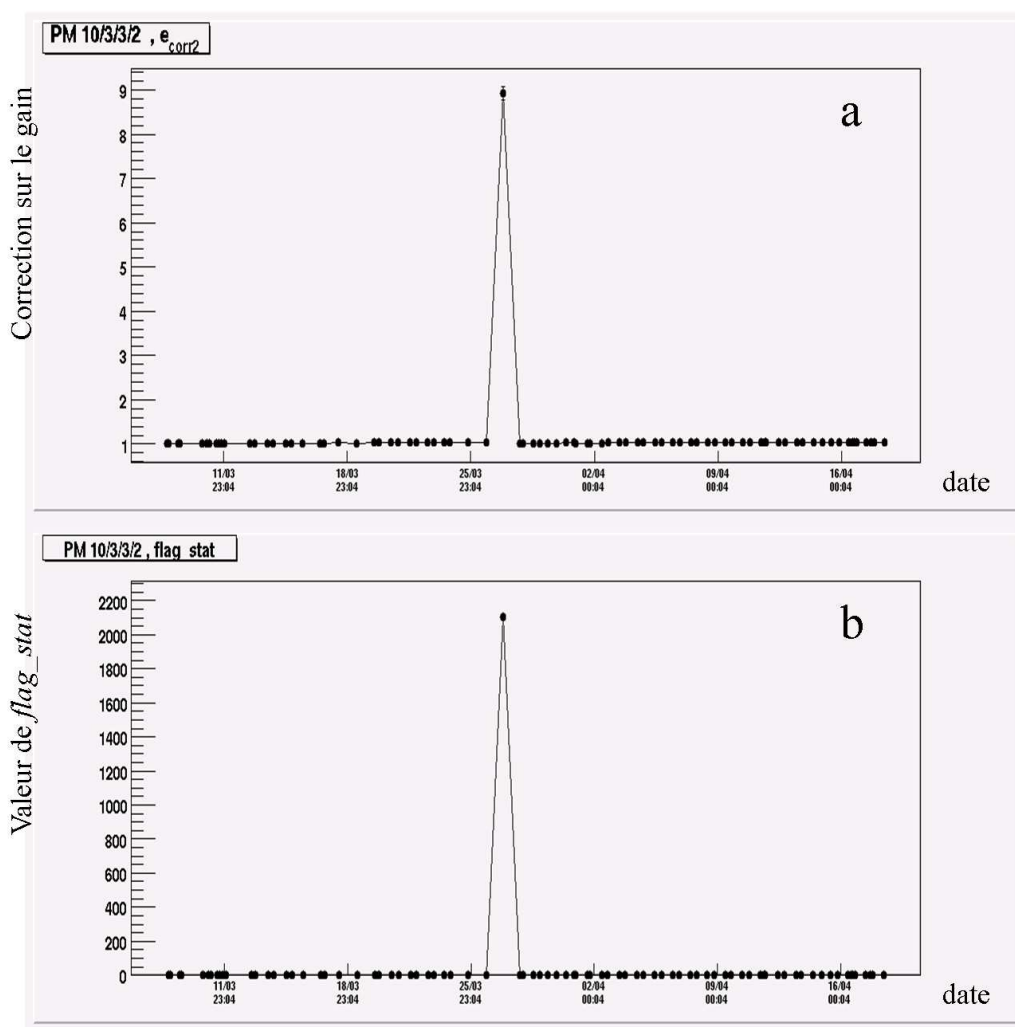 PM 10/3/3/2 , e_corr2
Correction sur le gain
a
9
8
7
6
5
4
3
2
1
11/03 18/03 25/03 02/04 09/04 16/04
23:04 23:04 23:04 00:04 00:04 00:04
date
PM 10/3/3/2 , flag_stat
Valeur de flag_stat
b
2200
2000
1800
1600
1400
1200
1000
800
600
400
200
0
11/03 18/03 25/03 02/04 09/04 16/04
23:04 23:04 23:04 00:04 00:04 00:04
date